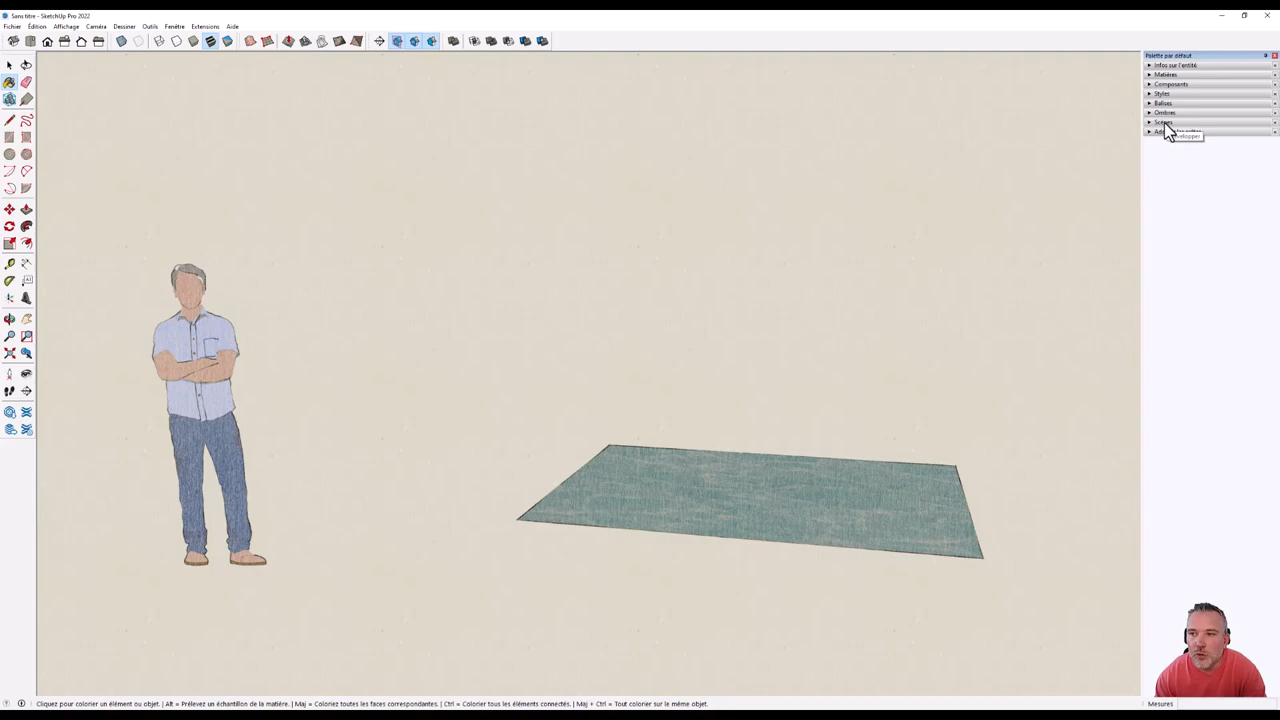 Sans titre - SketchUp Pro 2022
Fichier Édition Affichage Caméra Dessiner Outils Fenêtre Extensions Aide
Palette par défaut
Infos sur l'entité
Matières
Composants
Styles
Balises
Ombres
Scènes
Cliquez pour colorier un élément ou objet. | Alt = Prélevez un échantillon de la matière. | Maj = Coloriez toutes les faces correspondantes. | Ctrl = Colorier tous les éléments connectés. | Maj + Ctrl = Tout colorier sur le même objet.
Mesures